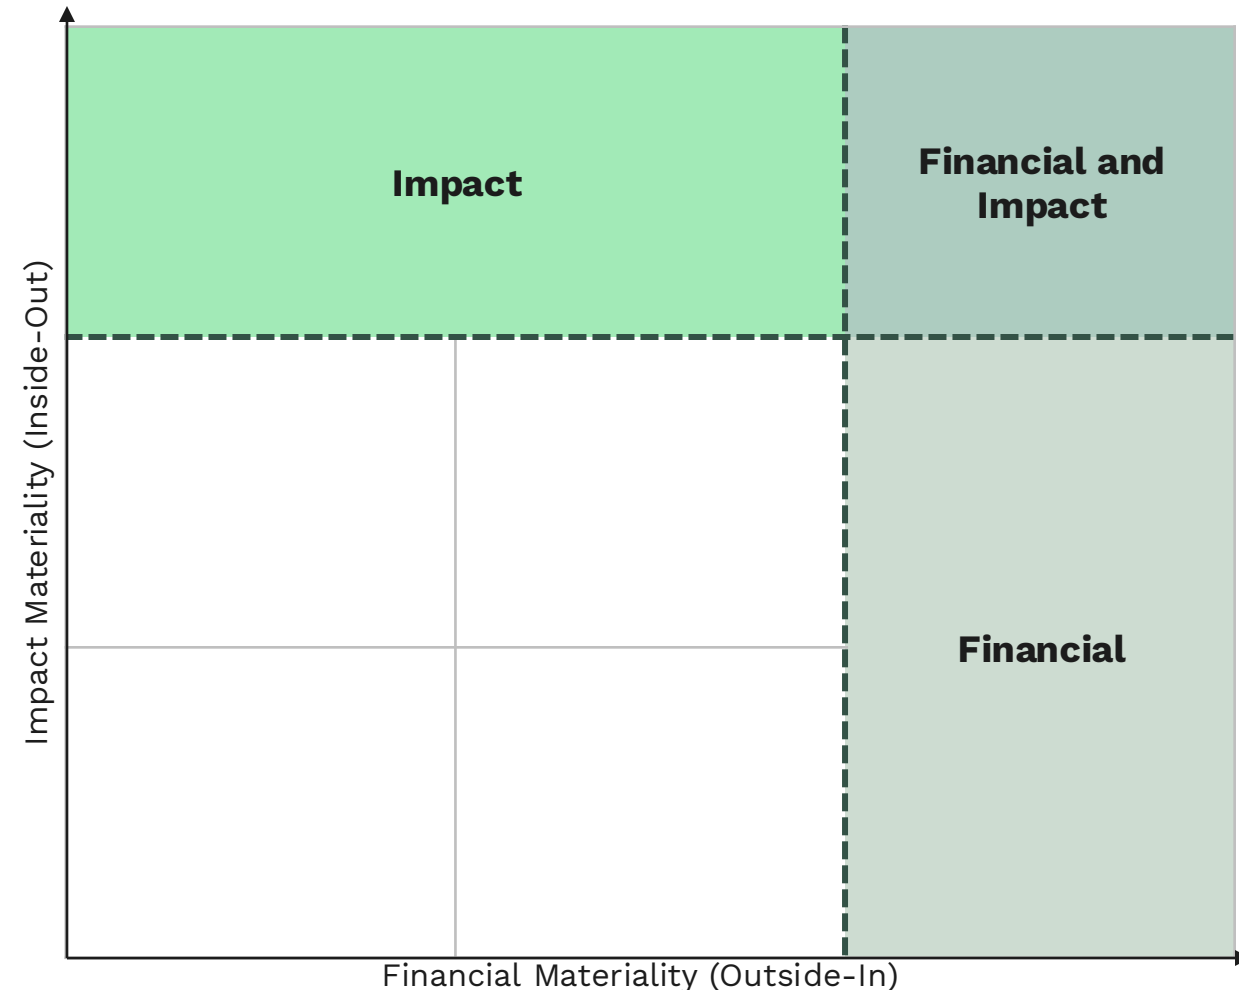 Impact
Financial and
Impact
Impact Materiality (Inside-Out)
Financial
Financial Materiality (Outside-In)